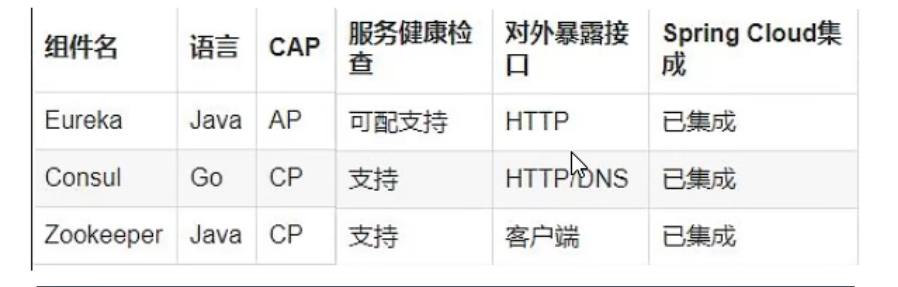 组件名 语言 CAP 服务健康检查 对外暴露接口 Spring Cloud集成
Eureka Java AP 可配支持 HTTP 已集成
Consul Go CP 支持 HTTP/DNS 已集成
Zookeeper Java CP 支持 客户端 已集成